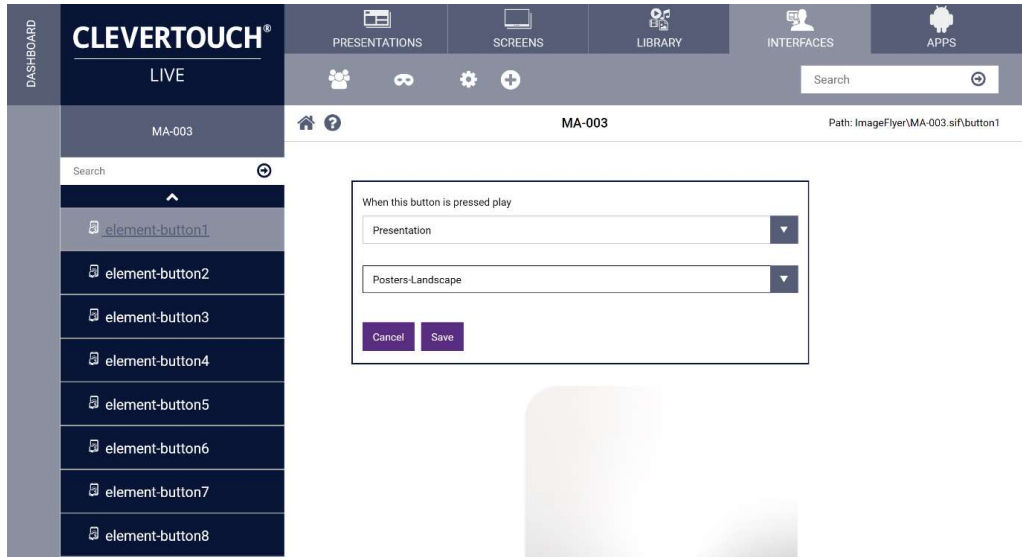 DASHBOARD
CLEVERTOUCH®
LIVE
PRESENTATIONS
SCREENS
LIBRARY
INTERFACES
APPS
Search
MA-003
MA-003
Path: ImageFlyer\MA-003.sif\button1
Search
element-button1
element-button2
element-button3
element-button4
element-button5
element-button6
element-button7
element-button8
When this button is pressed play
Presentation
Posters-Landscape
Cancel
Save